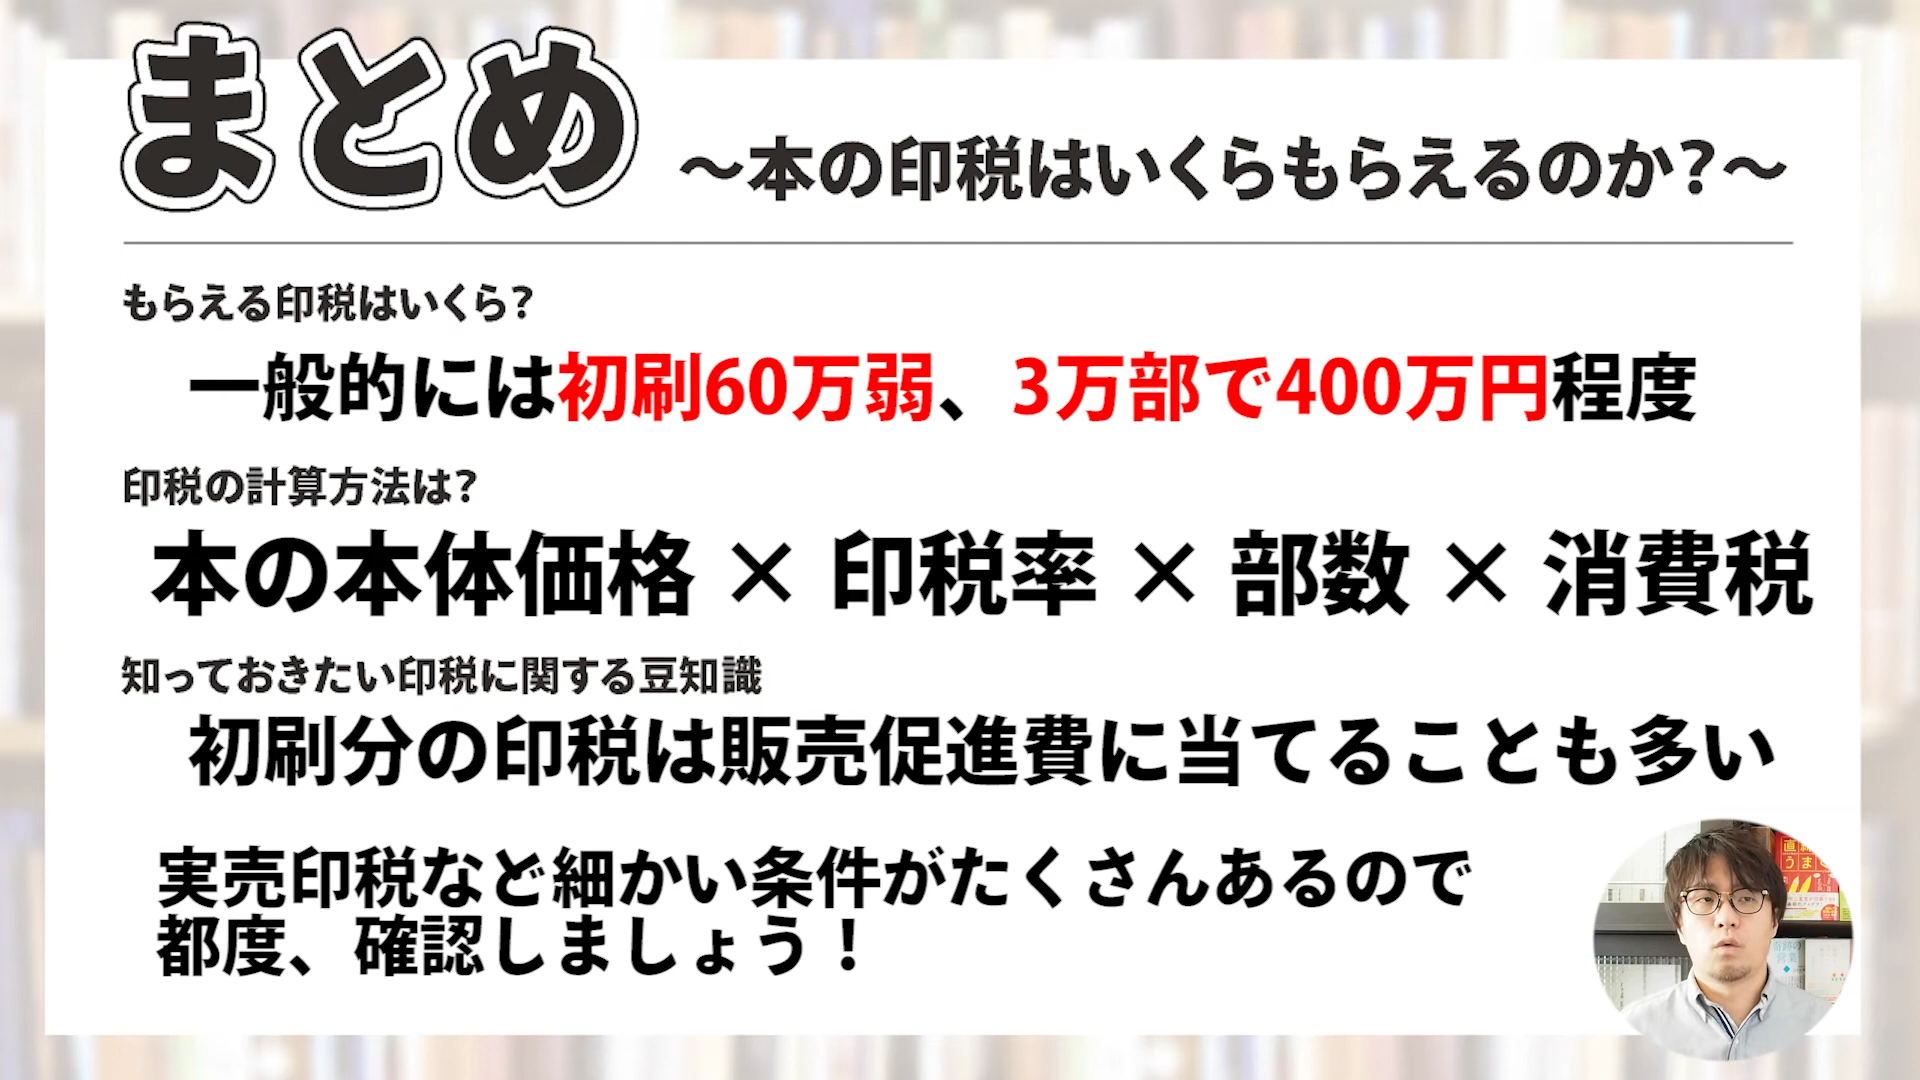 まとめ ～本の印税はいくらもらえるのか？～
もらえる印税はいくら？
一般的には初刷60万弱、3万部で400万円程度
印税の計算方法は？
本の本体価格 × 印税率 × 部数 × 消費税
知っておきたい印税に関する豆知識
初刷分の印税は販売促進費に当てることも多い
実売印税など細かい条件がたくさんあるので
都度、確認しましょう！